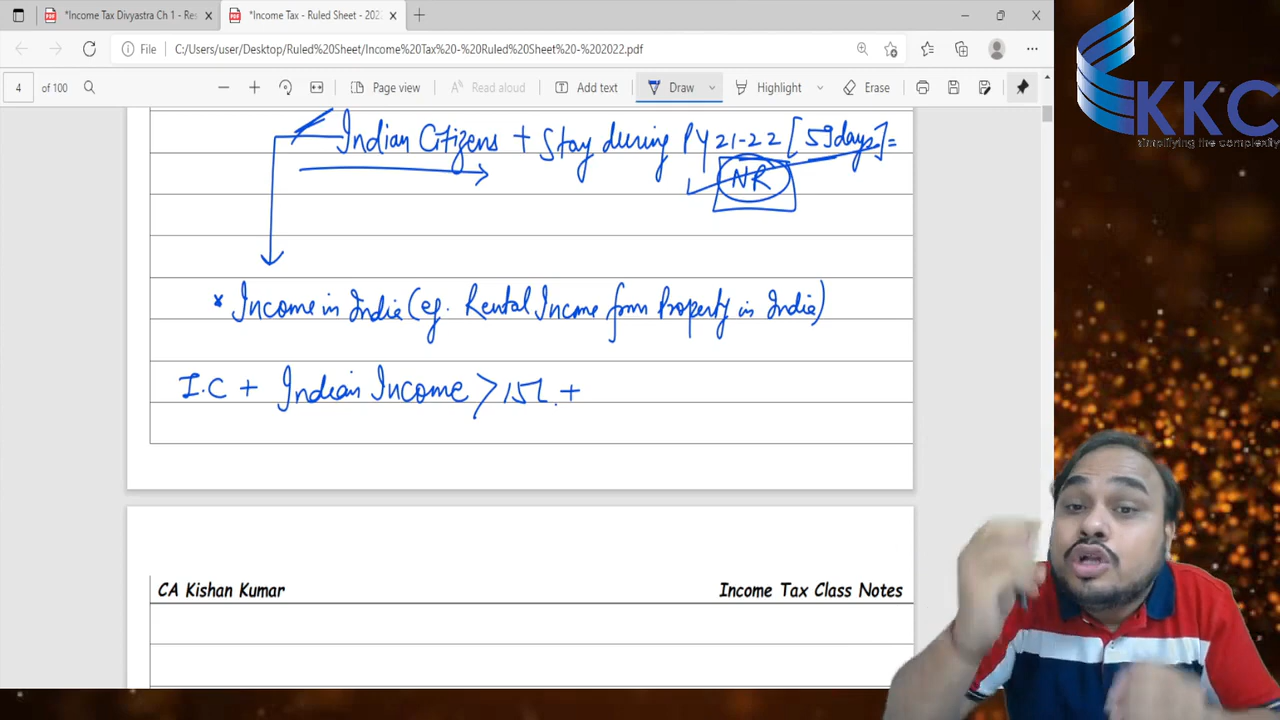 *Income Tax Divyastra Ch 1 - Res
*Income Tax - Ruled Sheet - 202
File
C:/Users/user/Desktop/Ruled%20Sheet/Income%20Tax%20-%20Ruled%20Sheet%20-%202022.pdf
4 of 100
Page view
Read aloud
Add text
Draw
Highlight
Erase
KKC
simplifying the complexity
Indian Citizens + Stay during PY 21-22 [59days] =
NR
* Income in India (eg. Rental Income from Property in India)
I.C + Indian Income > 15L +
CA Kishan Kumar
Income Tax Class Notes